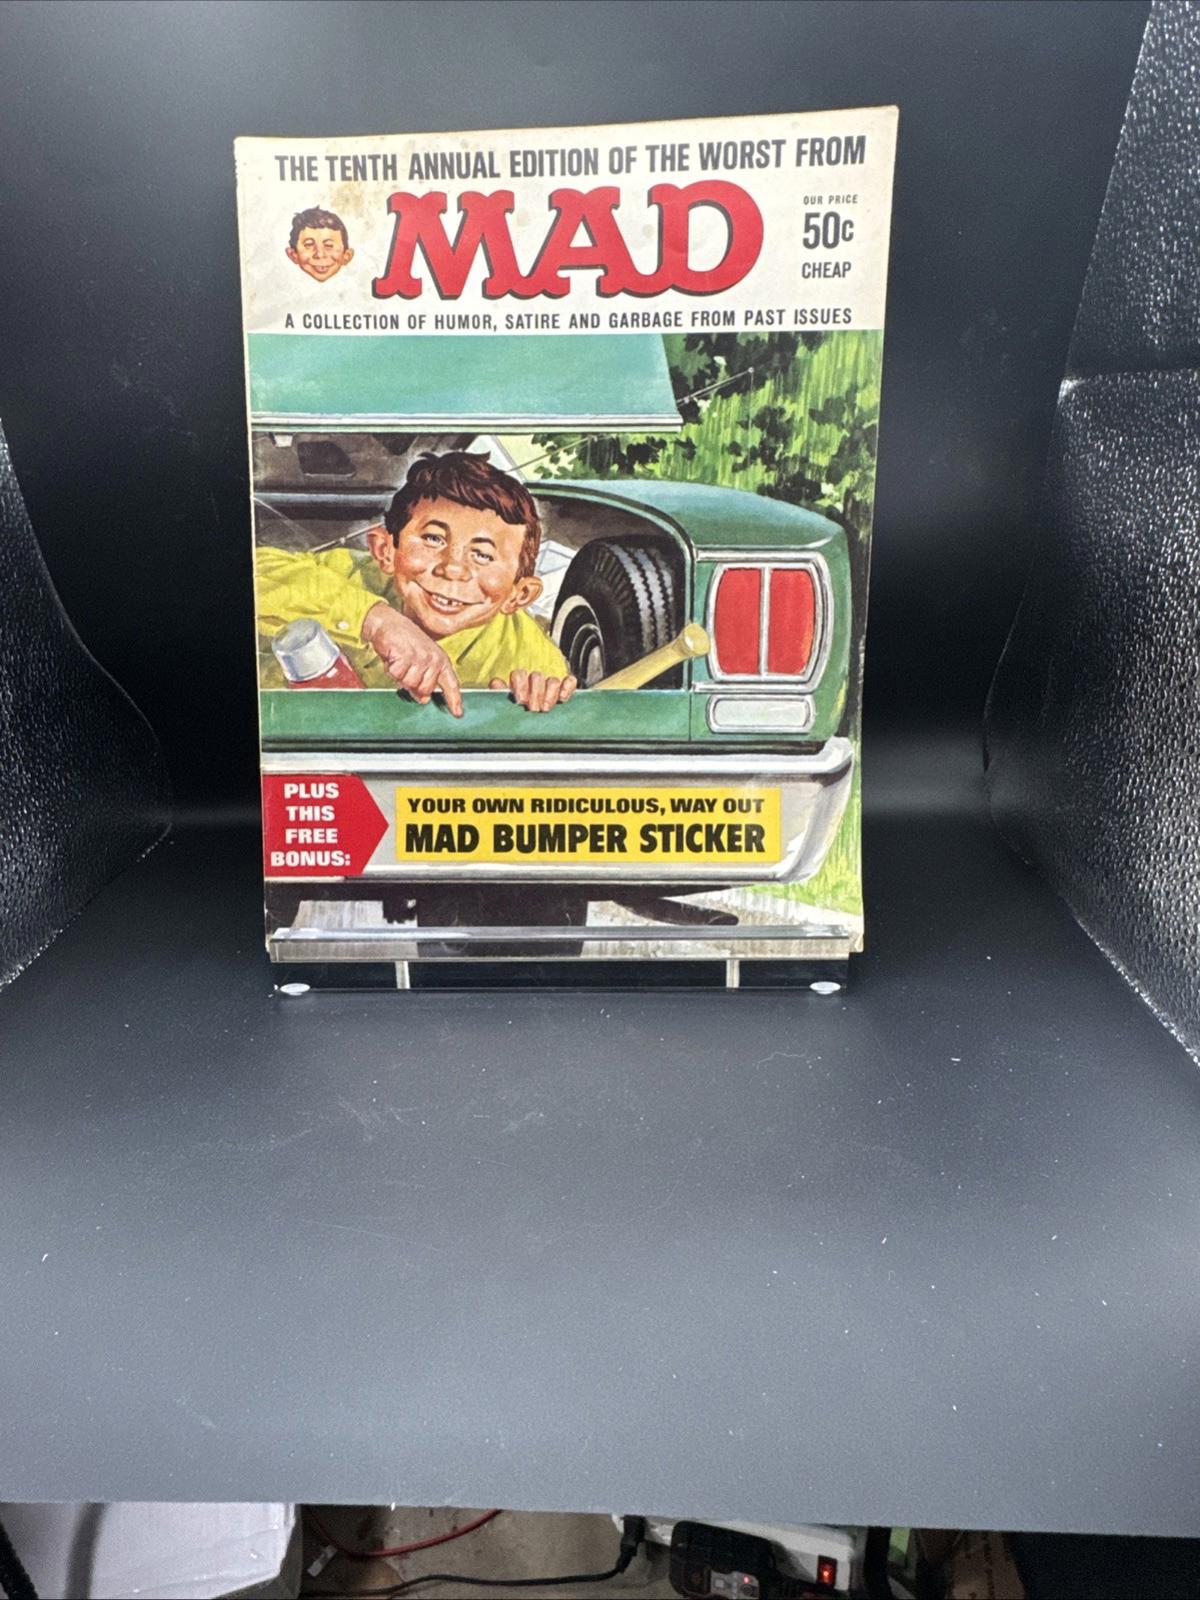 THE TENTH ANNUAL EDITION OF THE WORST FROM
MAD
OUR PRICE
50c
CHEAP
A COLLECTION OF HUMOR, SATIRE AND GARBAGE FROM PAST ISSUES
PLUS
THIS
FREE
BONUS:
YOUR OWN RIDICULOUS, WAY OUT
MAD BUMPER STICKER